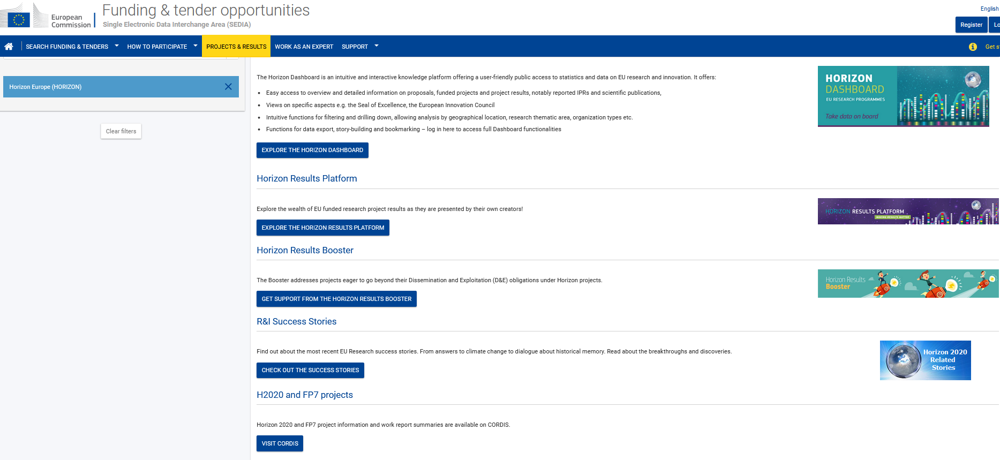 European
Commission
Funding & tender opportunities
Single Electronic Data Interchange Area (SEDIA)
English
Register
Lo
SEARCH FUNDING & TENDERS
HOW TO PARTICIPATE
PROJECTS & RESULTS
WORK AS AN EXPERT
SUPPORT
Get s
Horizon Europe (HORIZON)
Clear filters
The Horizon Dashboard is an intuitive and interactive knowledge platform offering a user-friendly public access to statistics and data on EU research and innovation. It offers:
Easy access to overview and detailed information on proposals, funded projects and project results, notably reported IPRs and scientific publications,
Views on specific aspects e.g. the Seal of Excellence, the European Innovation Council
Intuitive functions for filtering and drilling down, allowing analysis by geographical location, research thematic area, organization types etc.
Functions for data export, story-building and bookmarking – log in here to access full Dashboard functionalities
EXPLORE THE HORIZON DASHBOARD
HORIZON
DASHBOARD
EU RESEARCH PROGRAMMES
Take data on board
Horizon Results Platform
Explore the wealth of EU funded research project results as they are presented by their own creators!
EXPLORE THE HORIZON RESULTS PLATFORM
HORIZON RESULTS PLATFORM
MAKING RESULTS MATTER
Horizon Results Booster
The Booster addresses projects eager to go beyond their Dissemination and Exploitation (D&E) obligations under Horizon projects.
GET SUPPORT FROM THE HORIZON RESULTS BOOSTER
Horizon Results
Booster
R&I Success Stories
Find out about the most recent EU Research success stories. From answers to climate change to dialogue about historical memory. Read about the breakthroughs and discoveries.
CHECK OUT THE SUCCESS STORIES
Horizon 2020
Related
Stories
H2020 and FP7 projects
Horizon 2020 and FP7 project information and work report summaries are available on CORDIS.
VISIT CORDIS